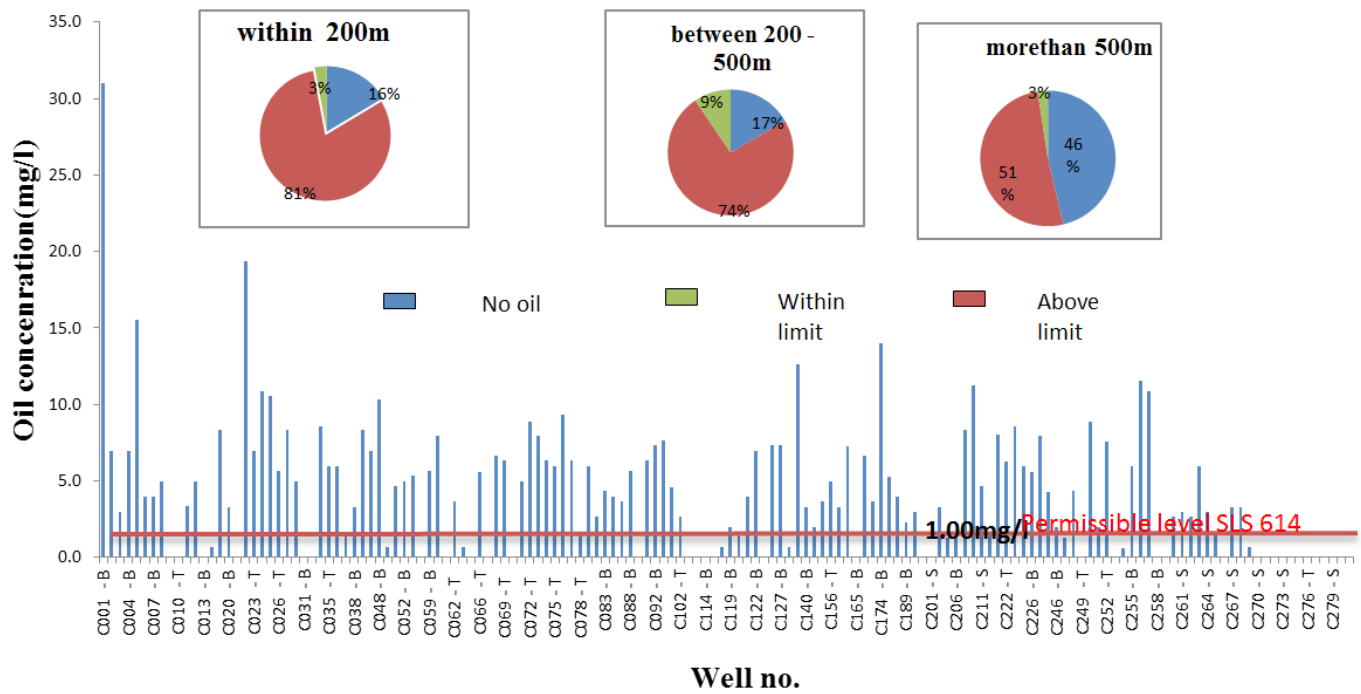 35.0
30.0
25.0
20.0
15.0
10.0
5.0
0.0
Oil concenration(mg/l)
within 200m
3%
16%
81%
between 200 -
500m
9%
17%
74%
morethan 500m
3%
46
%
51
%
No oil
Within
limit
Above
limit
1.00mg/l
Permissible level SLS 614
C001 - B
C004 - B
C007 - B
C010 - T
C013 - B
C020 - B
C023 - T
C026 - T
C031 - B
C035 - T
C038 - B
C048 - B
C052 - B
C059 - B
C062 - T
C066 - T
C069 - T
C072 - T
C075 - T
C078 - T
C083 - B
C088 - B
C092 - B
C102 - T
C114 - B
C119 - B
C122 - B
C127 - B
C140 - B
C156 - T
C165 - B
C174 - B
C189 - B
C201 - S
C206 - B
C211 - S
C222 - T
C226 - B
C246 - B
C249 - T
C252 - T
C255 - B
C258 - B
C261 - S
C264 - S
C267 - S
C270 - S
C273 - S
C276 - T
C279 - S
Well no.